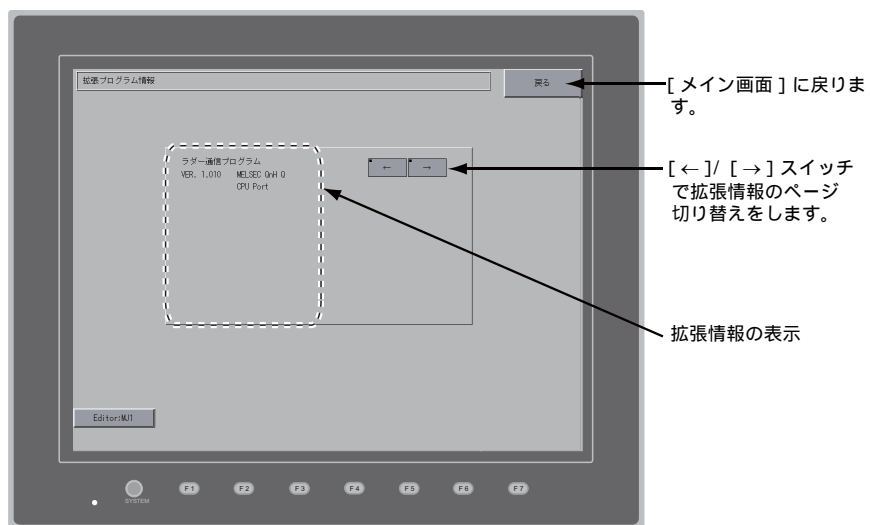 拡張プログラム情報
戻る
[ メイン画面 ] に戻りま
す。
ラダー通信プログラム
VER. 1.010 MELSEC QnH Q
CPU Port
← →
[ ← ]/ [ → ] スイッチ
で拡張情報のページ
切り替えをします。
拡張情報の表示
Editor:MJ1
SYSTEM
F1 F2 F3 F4 F5 F6 F7